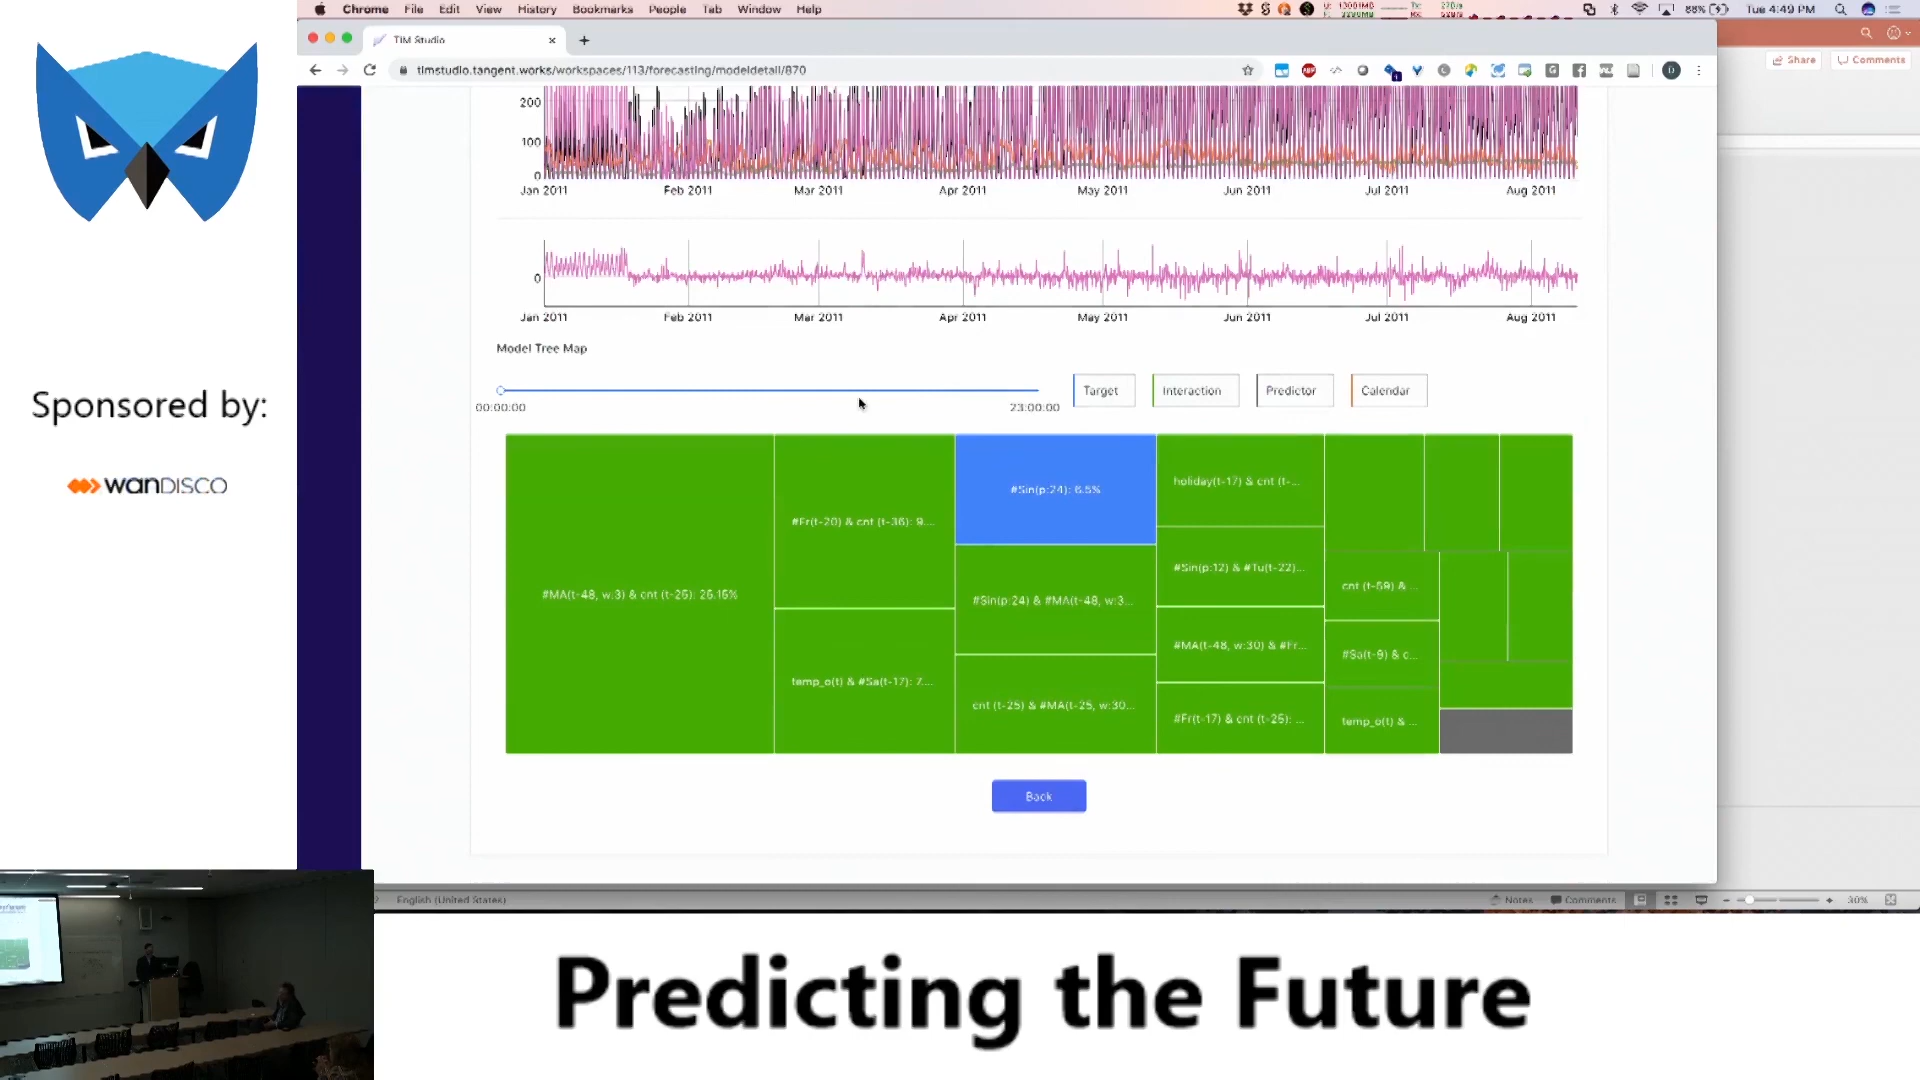 Chrome File Edit View History Bookmarks People Tab Window Help
88% Tue 4:49 PM
TIM Studio
timstudio.tangent.works/workspaces/113/forecasting/modeldetail/870
Share Comments
200
100
0
Jan 2011 Feb 2011 Mar 2011 Apr 2011 May 2011 Jun 2011 Jul 2011 Aug 2011
0
Jan 2011 Feb 2011 Mar 2011 Apr 2011 May 2011 Jun 2011 Jul 2011 Aug 2011
Model Tree Map
00:00:00 23:00:00
Target Interaction Predictor Calendar
#MA(t-48, w:3) & cnt (t-25): 25.15%
#Fr(t-20) & cnt (t-36): 9....
temp_o(t) & #Sa(t-17): 7....
#Sin(p:24): 6.5%
#Sin(p:24) & #MA(t-48, w:3...
cnt (t-25) & #MA(t-25, w:30...
holiday(t-17) & cnt (t-...
#Sin(p:12) & #Tu(t-22)...
#MA(t-48, w:30) & #Fr...
#Fr(t-17) & cnt (t-25): ...
cnt (t-59) & ...
#Sa(t-9) & c...
temp_o(t) & ...
Back
English (United States)
Notes Comments 30%
Sponsored by:
WANDISCO
Predicting the Future